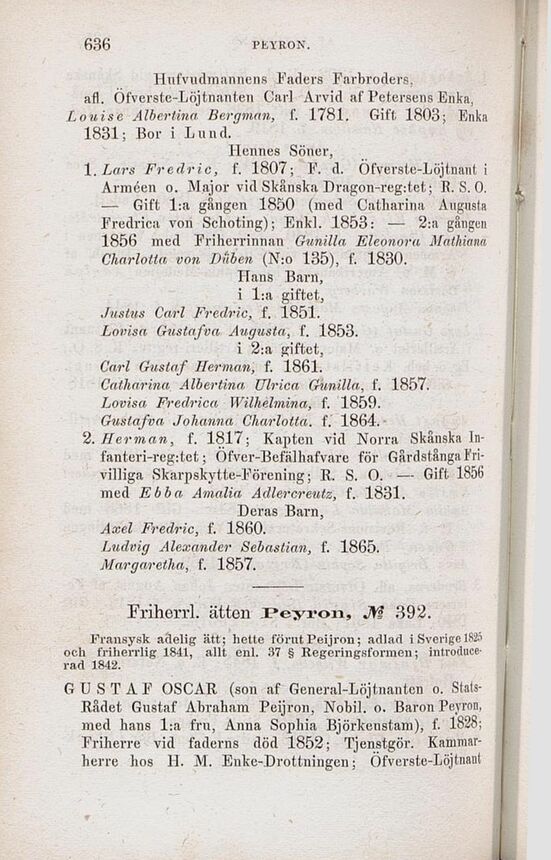 636
PEYRON.
Hufvudmannens Faders Farbroders,
afl. Öfverste-Löjtnanten Carl Arvid af Petersens Enka,
Louise Albertina Bergman, f. 1781. Gift 1803; Enka
1831; Bor i Lund.
Hennes Söner,
1. Lars Fredric, f. 1807; F. d. Öfverste-Löjtnant i
Arméen o. Major vid Skånska Dragon-reg:tet; R. S. O.
— Gift 1:a gången 1850 (med Catharina Augusta
Fredrica von Schoting); Enkl. 1853: — 2:a gången
1856 med Friherrinnan Gunilla Eleonora Mathiana
Charlotta von Düben (N:o 135), f. 1830.
Hans Barn,
i 1:a giftet,
Justus Carl Fredric, f. 1851.
Lovisa Gustafva Augusta, f. 1853.
i 2:a giftet,
Carl Gustaf Herman, f. 1861.
Catharina Albertina Ulrica Gunilla, f. 1857.
Lovisa Fredrica Wilhelmina, f. 1859.
Gustafva Johanna Charlotta. f. 1864.
2. Herman, f. 1817; Kapten vid Norra Skånska In-
fanteri-reg:tet; Öfver-Befälhafvare för Gårdstånga Fri-
villiga Skarpskytte-Förening; R. S. O. — Gift 1856
med Ebba Amalia Adlercreutz, f. 1831.
Deras Barn,
Axel Fredric, f. 1860.
Ludvig Alexander Sebastian, f. 1865.
Margaretha, f. 1857.
Friherrl. ätten Peyron, № 392.
Fransysk adelig ätt; hette förut Peijron; adlad i Sverige 1825
och friherrlig 1841, allt enl. 37 § Regeringsformen; introduce-
rad 1842.
GUSTAF OSCAR (son af General-Löjtnanten o. Stats-
Rådet Gustaf Abraham Peijron, Nobil. o. Baron Peyron,
med hans 1:a fru, Anna Sophia Björkenstam), f. 1828;
Friherre vid faderns död 1852; Tjenstgör. Kammar-
herre hos H. M. Enke-Drottningen; Öfverste-Löjtnant